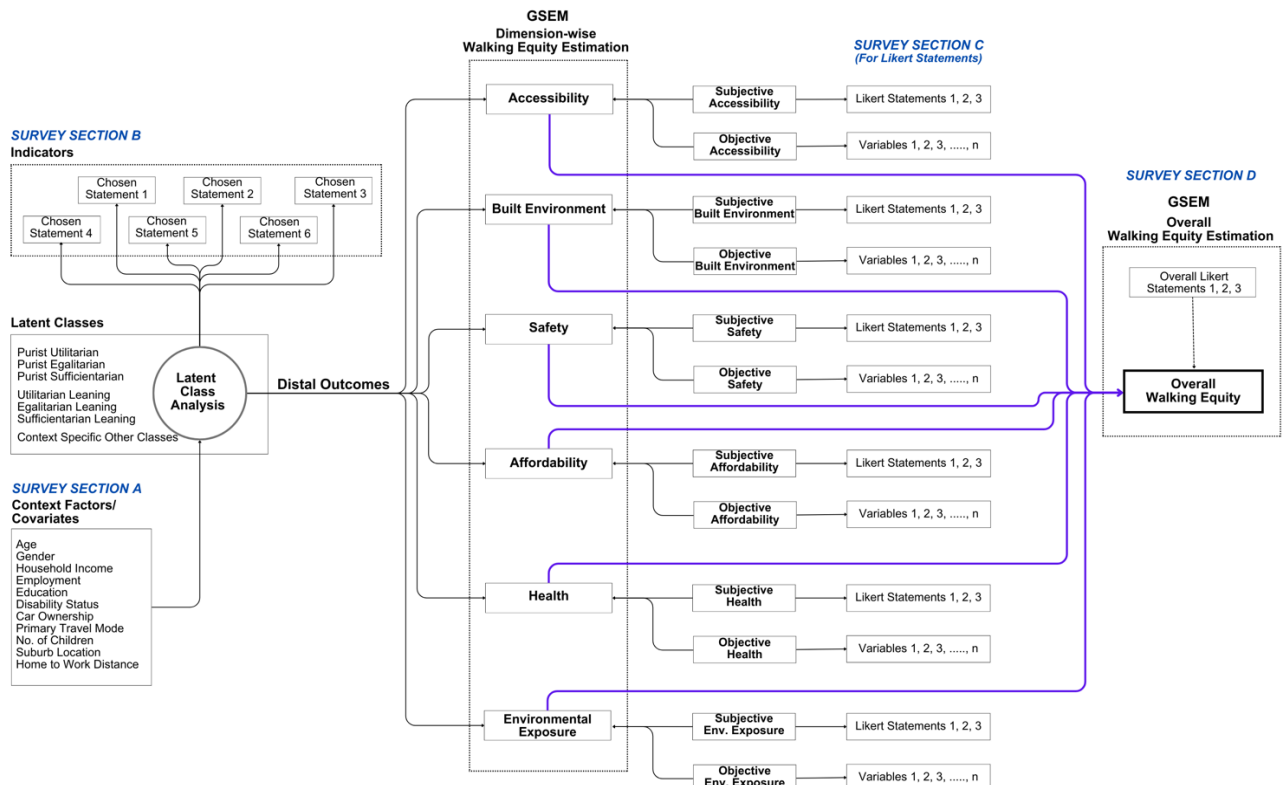 GSEM
Dimension-wise
Walking Equity Estimation
SURVEY SECTION C
(For Likert Statements)
Accessibility
Subjective
Accessibility
Likert Statements 1, 2, 3
Objective
Accessibility
Variables 1, 2, 3, ....., n
SURVEY SECTION B
Indicators
Chosen
Statement 1
Chosen
Statement 2
Chosen
Statement 3
Chosen
Statement 4
Chosen
Statement 5
Chosen
Statement 6
Built Environment
Subjective
Built Environment
Likert Statements 1, 2, 3
Objective
Built Environment
Variables 1, 2, 3, ....., n
SURVEY SECTION D
GSEM
Overall
Walking Equity Estimation
Overall Likert
Statements 1, 2, 3
Overall
Walking Equity
Latent Classes
Purist Utilitarian
Purist Egalitarian
Purist Sufficientarian
Utilitarian Leaning
Egalitarian Leaning
Sufficientarian Leaning
Context Specific Other Classes
Latent
Class
Analysis
Distal Outcomes
Safety
Subjective
Safety
Likert Statements 1, 2, 3
Objective
Safety
Variables 1, 2, 3, ....., n
Affordability
Subjective
Affordability
Likert Statements 1, 2, 3
Objective
Affordability
Variables 1, 2, 3, ....., n
SURVEY SECTION A
Context Factors/
Covariates
Age
Gender
Household Income
Employment
Education
Disability Status
Car Ownership
Primary Travel Mode
No. of Children
Suburb Location
Home to Work Distance
Health
Subjective
Health
Likert Statements 1, 2, 3
Objective
Health
Variables 1, 2, 3, ....., n
Environmental
Exposure
Subjective
Env. Exposure
Likert Statements 1, 2, 3
Objective
Env. Exposure
Variables 1, 2, 3, ....., n